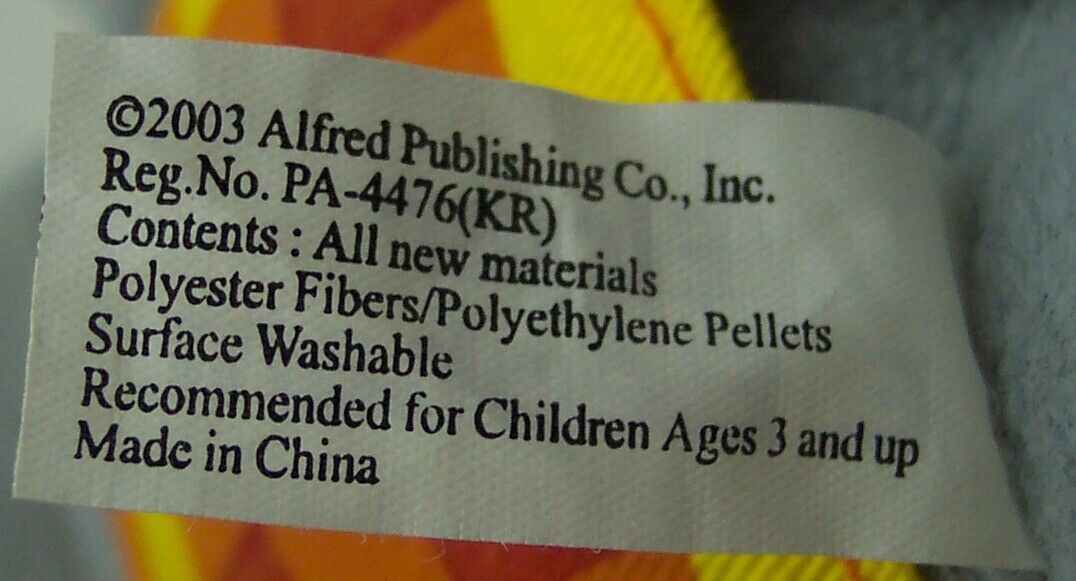 ©2003 Alfred Publishing Co., Inc.
Reg.No. PA-4476(KR)
Contents : All new materials
Polyester Fibers/Polyethylene Pellets
Surface Washable
Recommended for Children Ages 3 and up
Made in China